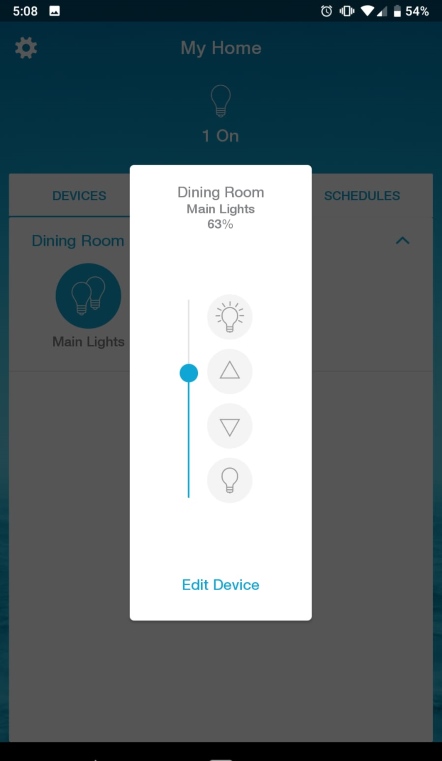 5:08 54%
My Home
1 On
DEVICES SCHEDULES
Dining Room
Main Lights
Dining Room
Main Lights
63%
Edit Device